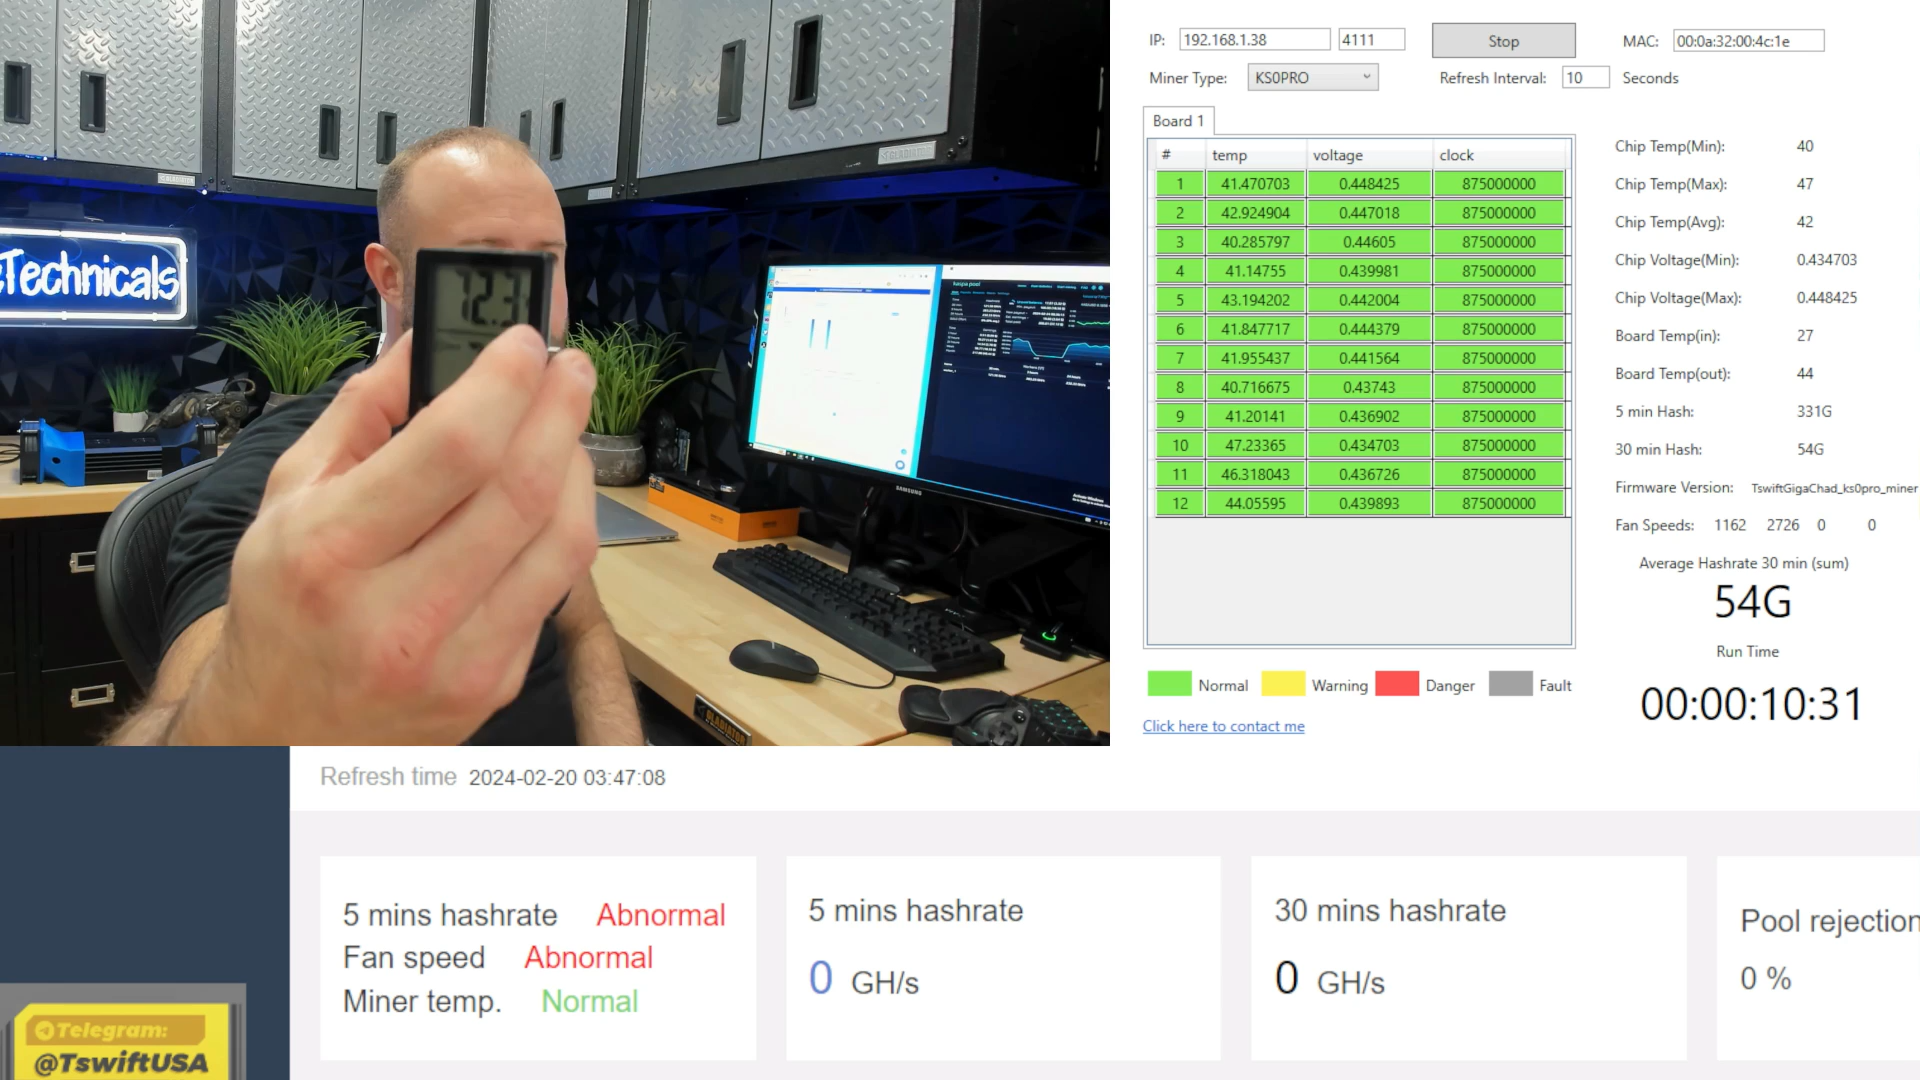 Technicals
72.3
SAMSUNG
GLADIATOR
kaspa pool
IP: 192.168.1.38 4111 Stop MAC: 00:0a:32:00:4c:1e
Miner Type: KS0PRO Refresh Interval: 10 Seconds
Board 1
# temp voltage clock
1 41.470703 0.448425 875000000
2 42.924904 0.447018 875000000
3 40.285797 0.44605 875000000
4 41.14755 0.439981 875000000
5 43.194202 0.442004 875000000
6 41.847717 0.444379 875000000
7 41.955437 0.441564 875000000
8 40.716675 0.43743 875000000
9 41.20141 0.436902 875000000
10 47.23365 0.434703 875000000
11 46.318043 0.436726 875000000
12 44.05595 0.439893 875000000
Normal Warning Danger Fault
Click here to contact me
Chip Temp(Min): 40
Chip Temp(Max): 47
Chip Temp(Avg): 42
Chip Voltage(Min): 0.434703
Chip Voltage(Max): 0.448425
Board Temp(in): 27
Board Temp(out): 44
5 min Hash: 331G
30 min Hash: 54G
Firmware Version: TswiftGigaChad_ks0pro_miner
Fan Speeds: 1162 2726 0 0
Average Hashrate 30 min (sum)
54G
Run Time
00:00:10:31
Refresh time 2024-02-20 03:47:08
5 mins hashrate Abnormal
Fan speed Abnormal
Miner temp. Normal
5 mins hashrate
0 GH/s
30 mins hashrate
0 GH/s
Pool rejection
0 %
Telegram:
@TswiftUSA